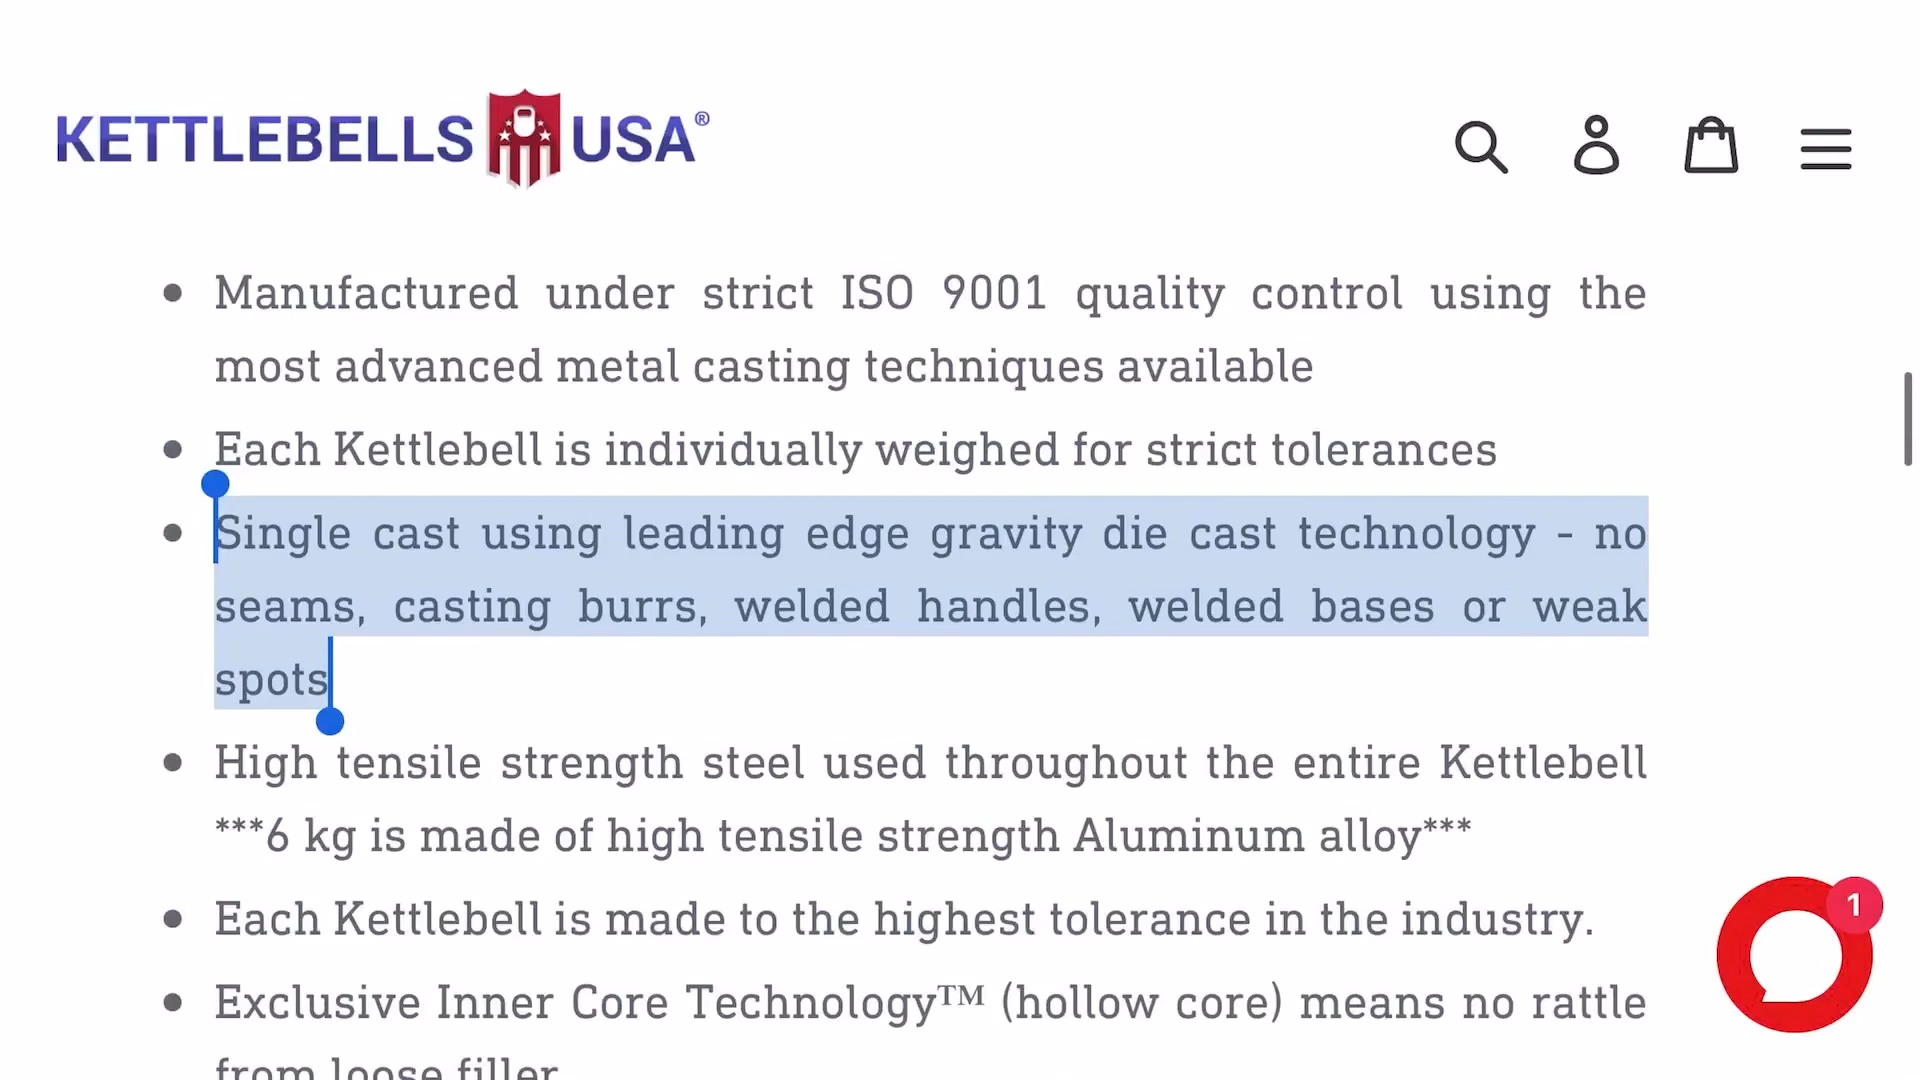 KETTLEBELLS USA®
• Manufactured under strict ISO 9001 quality control using the
most advanced metal casting techniques available
• Each Kettlebell is individually weighed for strict tolerances
• Single cast using leading edge gravity die cast technology - no
seams, casting burrs, welded handles, welded bases or weak
spots
• High tensile strength steel used throughout the entire Kettlebell
***6 kg is made of high tensile strength Aluminum alloy***
1
• Each Kettlebell is made to the highest tolerance in the industry.
• Exclusive Inner Core Technology™ (hollow core) means no rattle
from loose filler